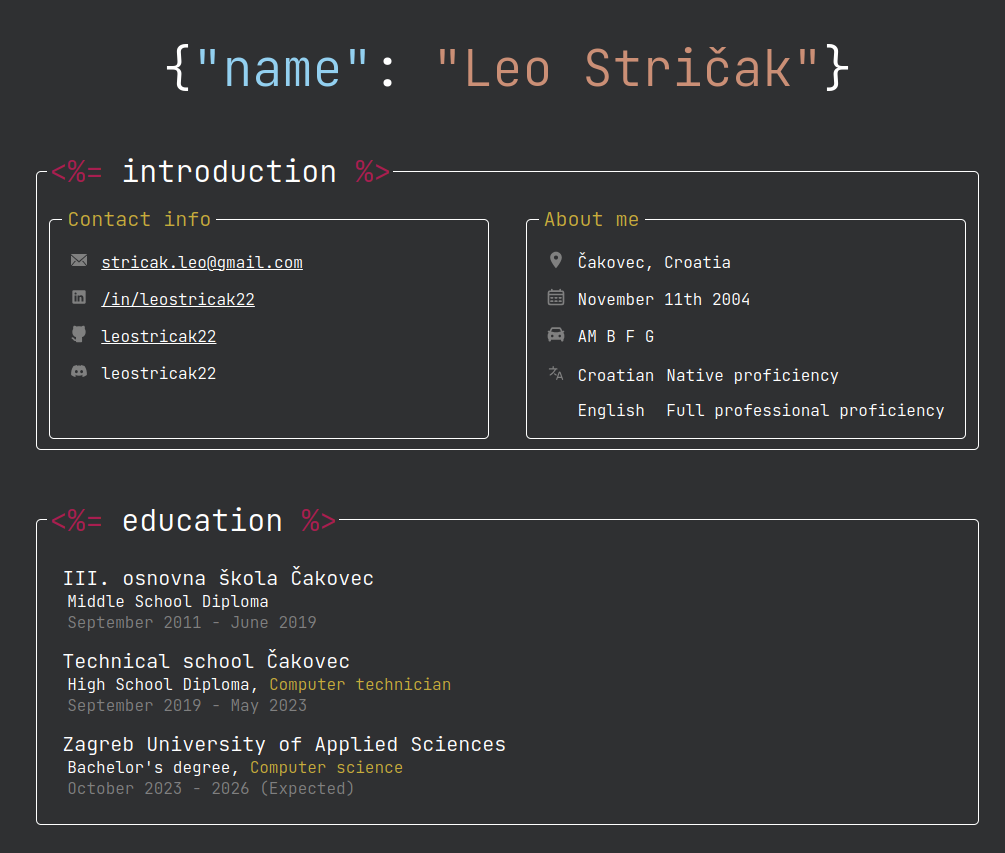 {"name": "Leo Stričak"}
<%= introduction %>
Contact info
stricak.leo@gmail.com
/in/leostricak22
leostricak22
leostricak22
About me
Čakovec, Croatia
November 11th 2004
AM B F G
Croatian Native proficiency
English Full professional proficiency
<%= education %>
III. osnovna škola Čakovec
Middle School Diploma
September 2011 - June 2019
Technical school Čakovec
High School Diploma, Computer technician
September 2019 - May 2023
Zagreb University of Applied Sciences
Bachelor's degree, Computer science
October 2023 - 2026 (Expected)